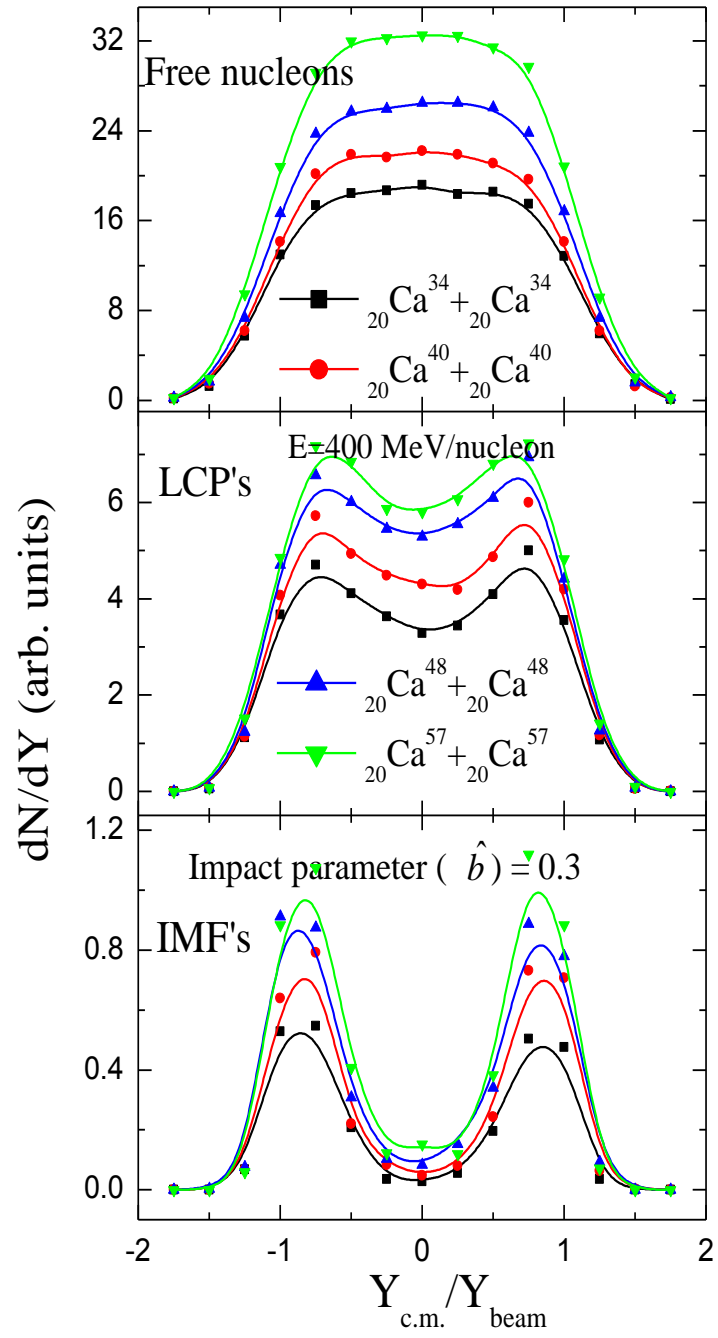 dN/dY (arb. units)
32
24
16
8
0
Free nucleons
₂₀Ca³⁴+₂₀Ca³⁴
₂₀Ca⁴⁰+₂₀Ca⁴⁰
6
4
2
0
E=400 MeV/nucleon
LCP's
₂₀Ca⁴⁸+₂₀Ca⁴⁸
₂₀Ca⁵⁷+₂₀Ca⁵⁷
1.2
0.8
0.4
0.0
Impact parameter ( b̂ ) = 0.3
IMF's
-2 -1 0 1 2
Y_c.m./Y_beam